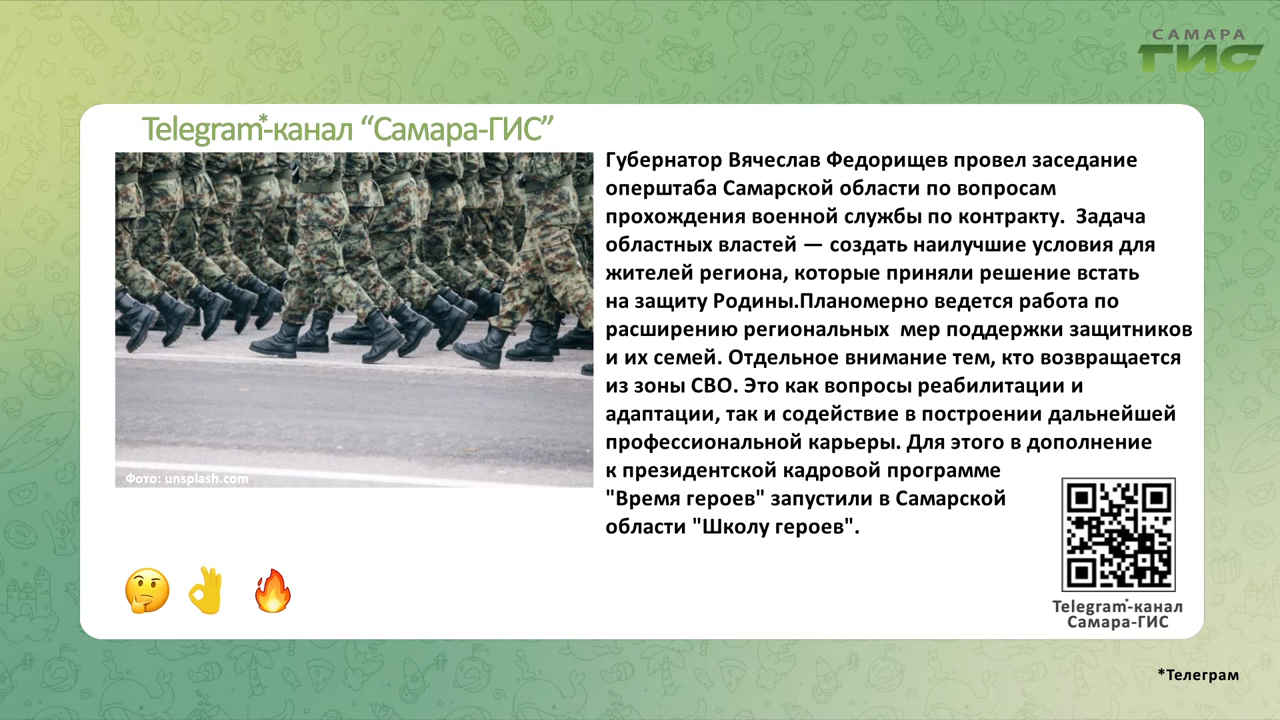 САМАРА
ГИС
Telegram*-канал “Самара-ГИС”
Губернатор Вячеслав Федорищев провел заседание
оперштаба Самарской области по вопросам
прохождения военной службы по контракту.  Задача
областных властей — создать наилучшие условия для
жителей региона, которые приняли решение встать
на защиту Родины.Планомерно ведется работа по
расширению региональных  мер поддержки защитников
и их семей. Отдельное внимание тем, кто возвращается
из зоны СВО. Это как вопросы реабилитации и
адаптации, так и содействие в построении дальнейшей
профессиональной карьеры. Для этого в дополнение
к президентской кадровой программе
"Время героев" запустили в Самарской
области "Школу героев".
Фото: unsplash.com
Telegram*-канал
Самара-ГИС
*Телеграм